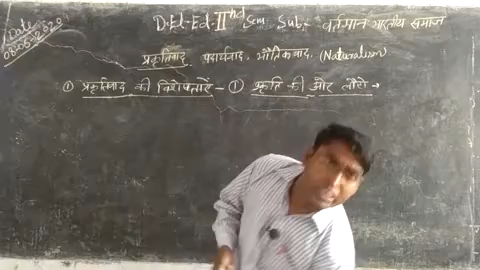 Date
D.El.Ed. IInd Sem Sub:- वर्तमान भारतीय समाज
प्रकृतिवाद, पदार्थवाद, भौतिकवाद, (Naturalism)
① प्रकृतिवाद की विशेषताऐं - ① प्रकृति की ओर लौटो →